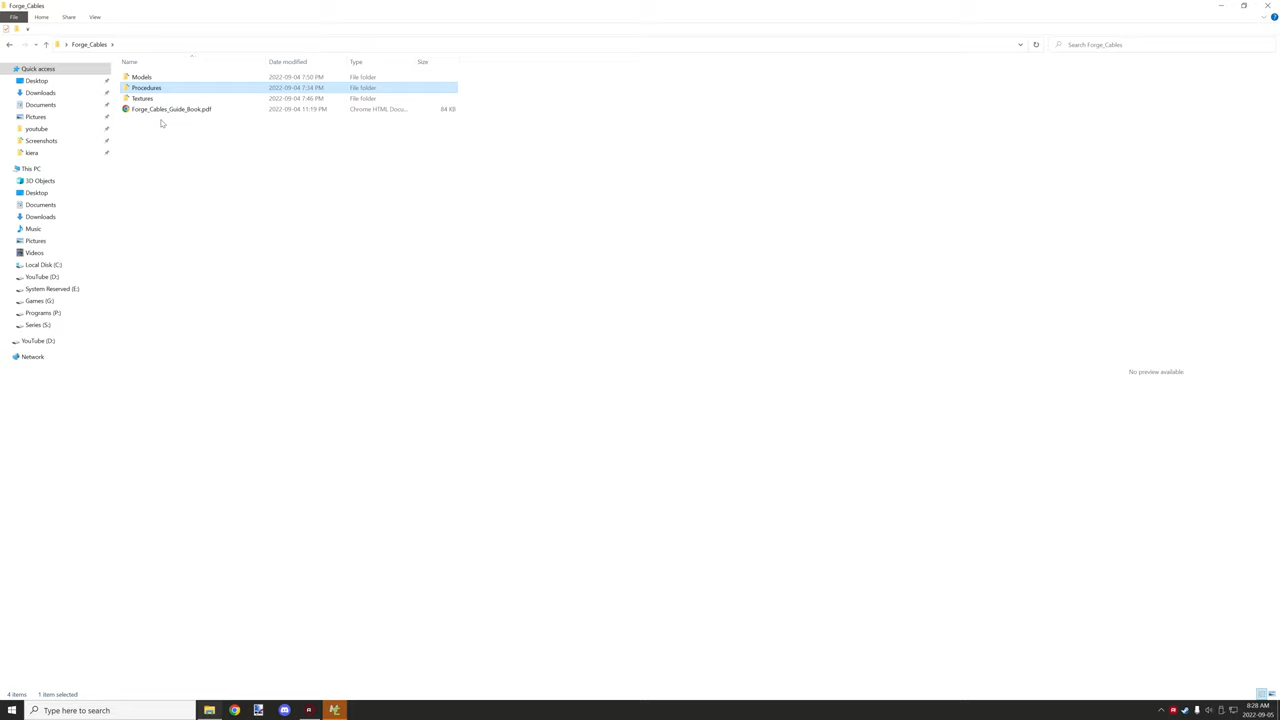 Forge_Cables
File Home Share View
Forge_Cables
Search Forge_Cables
Name Date modified Type Size
Quick access
Desktop
Downloads
Documents
Pictures
youtube
Screenshots
kiera
This PC
3D Objects
Desktop
Documents
Downloads
Music
Pictures
Videos
Local Disk (C:)
YouTube (D:)
System Reserved (E:)
Games (G:)
Programs (P:)
Series (S:)
YouTube (D:)
Network
Models 2022-09-04 7:50 PM File folder
Procedures 2022-09-04 7:34 PM File folder
Textures 2022-09-04 7:46 PM File folder
Forge_Cables_Guide_Book.pdf 2022-09-04 11:19 PM Chrome HTML Docu... 84 KB
No preview available.
4 items 1 item selected
Type here to search
8:28 AM
2022-09-05